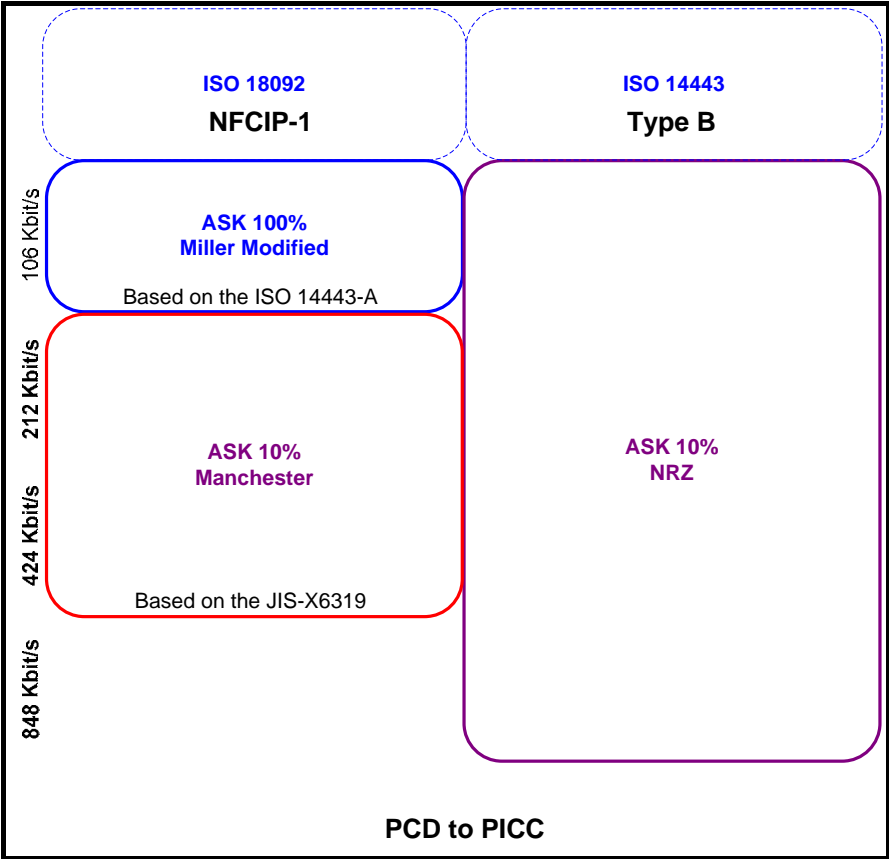 ISO 18092
NFCIP-1
ISO 14443
Type B
106 Kbit/s
ASK 100%
Miller Modified
Based on the ISO 14443-A
212 Kbit/s
424 Kbit/s
ASK 10%
Manchester
Based on the JIS-X6319
ASK 10%
NRZ
848 Kbit/s
PCD to PICC